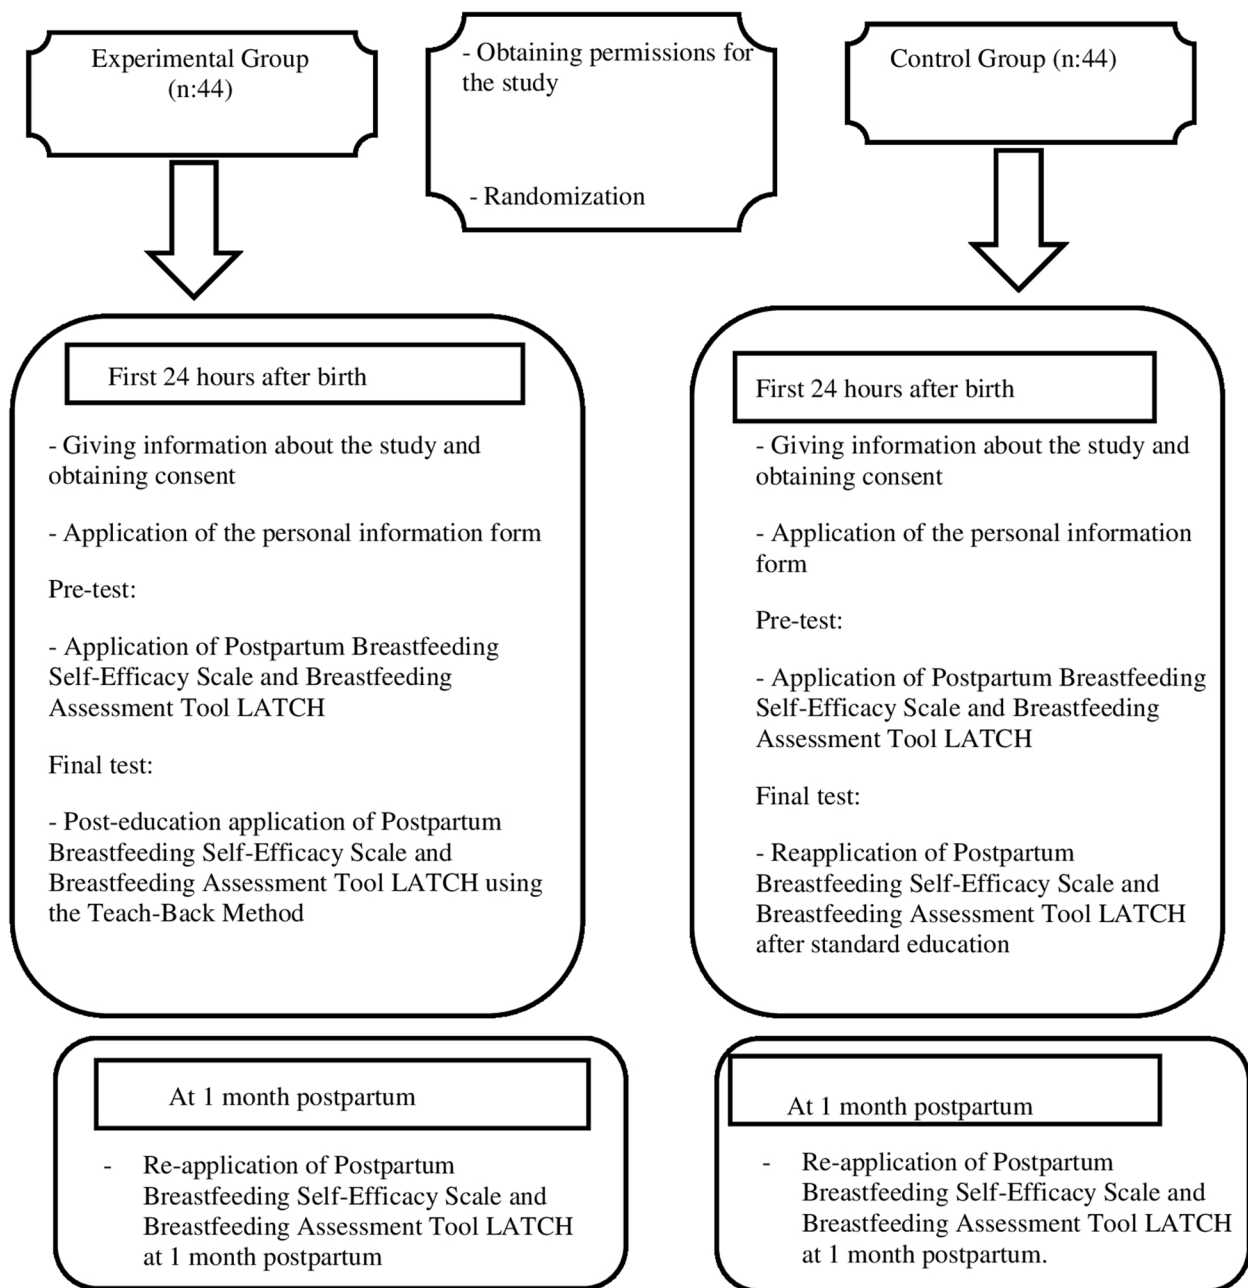 Experimental Group
(n:44)
- Obtaining permissions for
the study
- Randomization
Control Group (n:44)
First 24 hours after birth
- Giving information about the study and
obtaining consent
- Application of the personal information form
Pre-test:
- Application of Postpartum Breastfeeding
Self-Efficacy Scale and Breastfeeding
Assessment Tool LATCH
Final test:
- Post-education application of Postpartum
Breastfeeding Self-Efficacy Scale and
Breastfeeding Assessment Tool LATCH using
the Teach-Back Method
First 24 hours after birth
- Giving information about the study and
obtaining consent
- Application of the personal information
form
Pre-test:
- Application of Postpartum Breastfeeding
Self-Efficacy Scale and Breastfeeding
Assessment Tool LATCH
Final test:
- Reapplication of Postpartum
Breastfeeding Self-Efficacy Scale and
Breastfeeding Assessment Tool LATCH
after standard education
At 1 month postpartum
- Re-application of Postpartum
Breastfeeding Self-Efficacy Scale and
Breastfeeding Assessment Tool LATCH
at 1 month postpartum
At 1 month postpartum
- Re-application of Postpartum
Breastfeeding Self-Efficacy Scale and
Breastfeeding Assessment Tool LATCH
at 1 month postpartum.